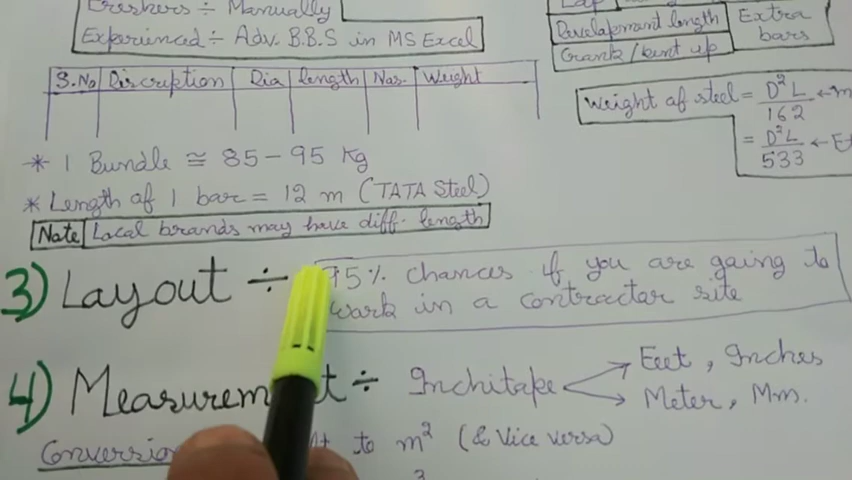 Freshers ÷ Manually
Experienced ÷ Adv. B.B.S in MS Excel
Lap
Development length
Crank / bent up
Extra bars
S.No Discription Dia length Nos. Weight
Weight of steel = D²L / 162 ← m
= D²L / 533 ←
* 1 Bundle ≅ 85 - 95 Kg
* Length of 1 bar = 12 m (TATA Steel)
Note Local brands may have diff. length
3) Layout ÷ 95% chances if you are going to
work in a contractor site
4) ÷ Inchitape Feet, Inches
Meter, Mm.
to m² (& Vice versa)